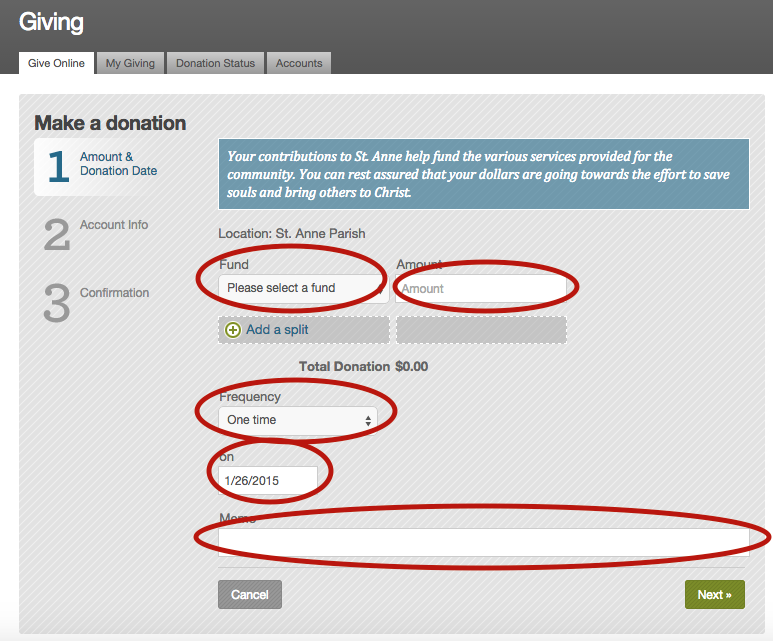 Giving
Give Online
My Giving
Donation Status
Accounts
Make a donation
1
Amount &
Donation Date
2
Account Info
3
Confirmation
Your contributions to St. Anne help fund the various services provided for the
community. You can rest assured that your dollars are going towards the effort to save
souls and bring others to Christ.
Location: St. Anne Parish
Fund
Amount
Please select a fund
Amount
Add a split
Total Donation $0.00
Frequency
One time
on
1/26/2015
Memo
Cancel
Next »